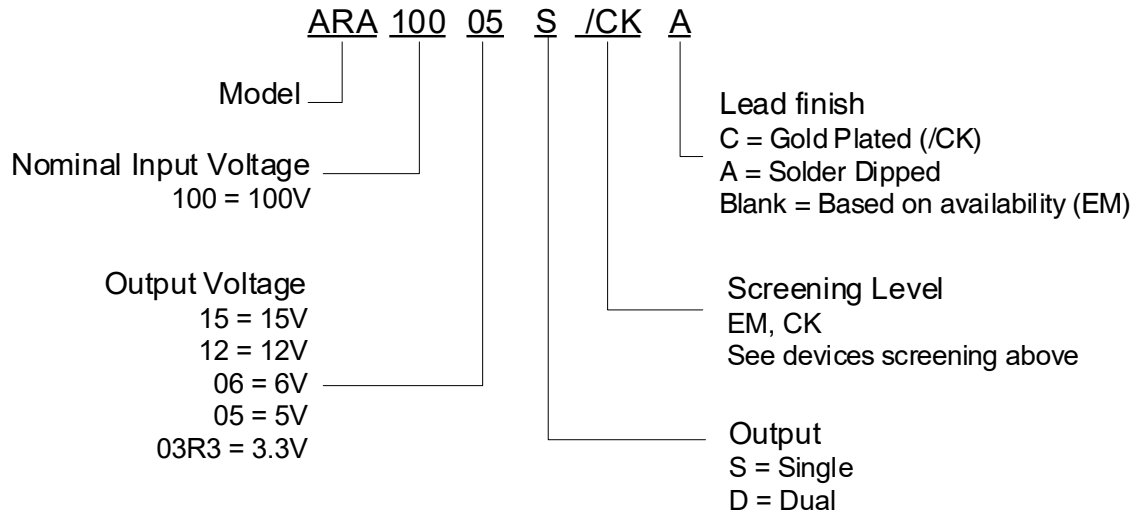 ARA 100 05 S /CK A
Model
Nominal Input Voltage
100 = 100V
Output Voltage
15 = 15V
12 = 12V
06 = 6V
05 = 5V
03R3 = 3.3V
Lead finish
C = Gold Plated (/CK)
A = Solder Dipped
Blank = Based on availability (EM)
Screening Level
EM, CK
See devices screening above
Output
S = Single
D = Dual